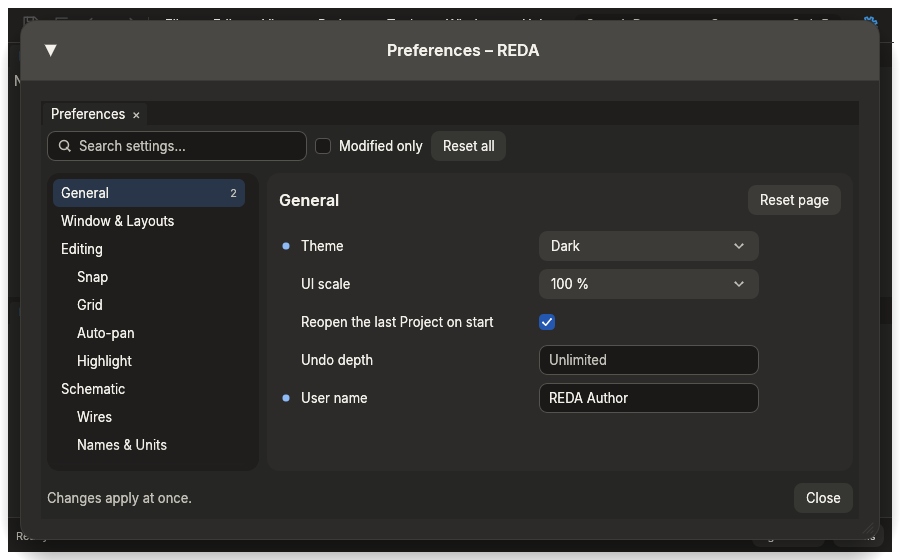 Preferences – REDA
Preferences ×
Search settings... Modified only Reset all
General 2
Window & Layouts
Editing
Snap
Grid
Auto-pan
Highlight
Schematic
Wires
Names & Units
General Reset page
Theme Dark
UI scale 100 %
Reopen the last Project on start
Undo depth Unlimited
User name REDA Author
Changes apply at once. Close